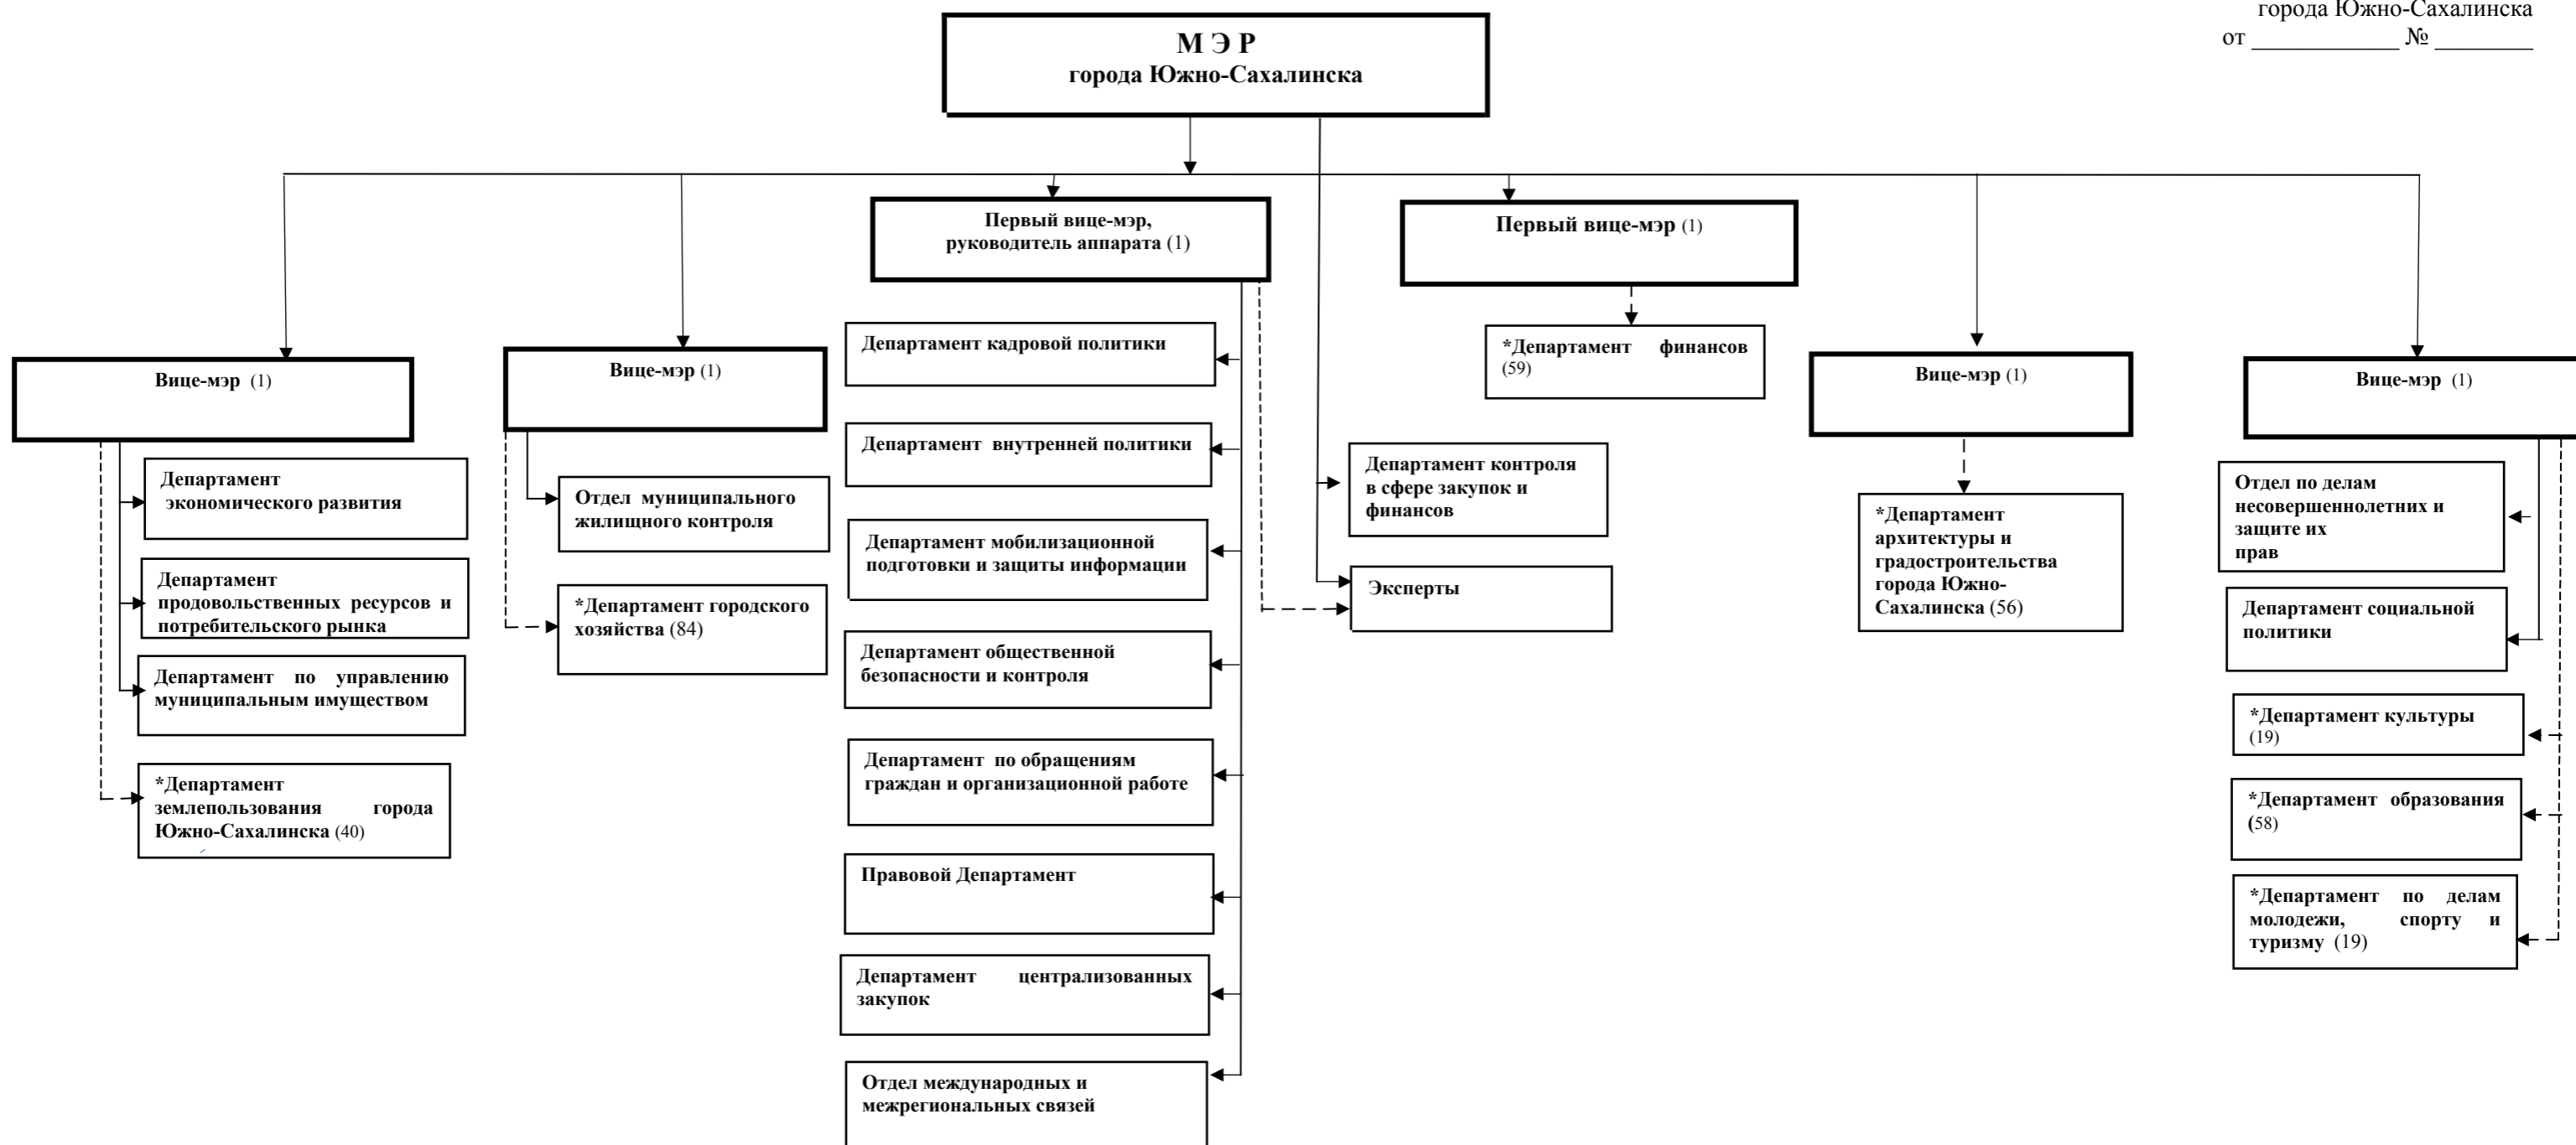 города Южно-Сахалинска
от ____________ № ________
М Э Р
города Южно-Сахалинска
Первый вице-мэр,
руководитель аппарата (1)
Первый вице-мэр (1)
Вице-мэр (1)
Вице-мэр (1)
Вице-мэр (1)
Вице-мэр (1)
Департамент
экономического развития
Департамент
продовольственных ресурсов и
потребительского рынка
Департамент по управлению
муниципальным имуществом
*Департамент
землепользования города
Южно-Сахалинска (40)
Отдел муниципального
жилищного контроля
*Департамент городского
хозяйства (84)
Департамент кадровой политики
Департамент внутренней политики
Департамент мобилизационной
подготовки и защиты информации
Департамент общественной
безопасности и контроля
Департамент по обращениям
граждан и организационной работе
Правовой Департамент
Департамент централизованных
закупок
Отдел международных и
межрегиональных связей
Департамент контроля
в сфере закупок и
финансов
Эксперты
*Департамент финансов
(59)
*Департамент
архитектуры и
градостроительства
города Южно-
Сахалинска (56)
Отдел по делам
несовершеннолетних и
защите их
прав
Департамент социальной
политики
*Департамент культуры
(19)
*Департамент образования
(58)
*Департамент по делам
молодежи, спорту и
туризму (19)